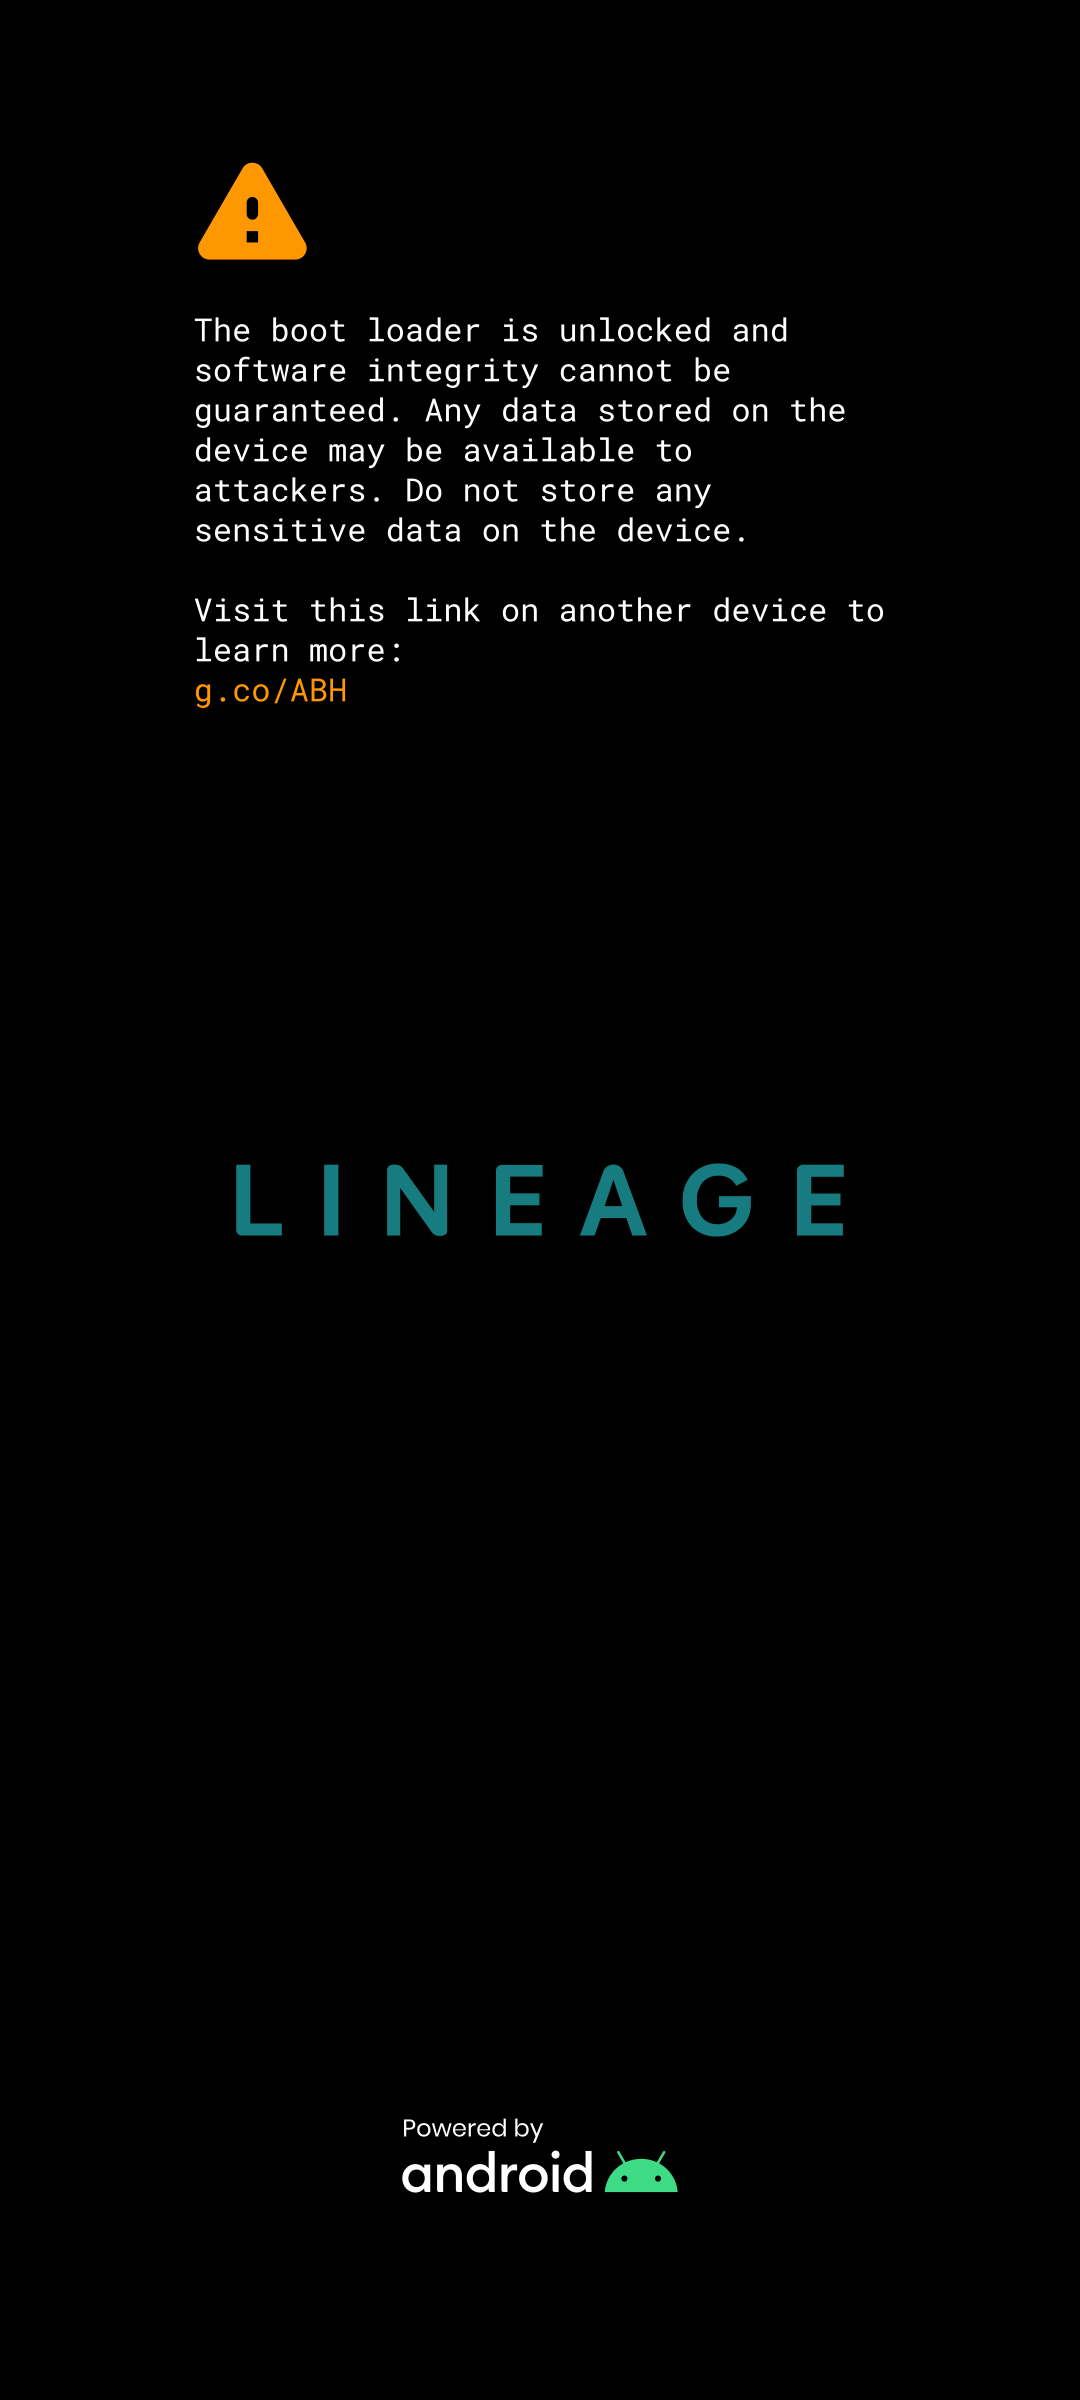 The boot loader is unlocked and
software integrity cannot be
guaranteed. Any data stored on the
device may be available to
attackers. Do not store any
sensitive data on the device.
Visit this link on another device to
learn more:
g.co/ABH
LINEAGE
Powered by
android